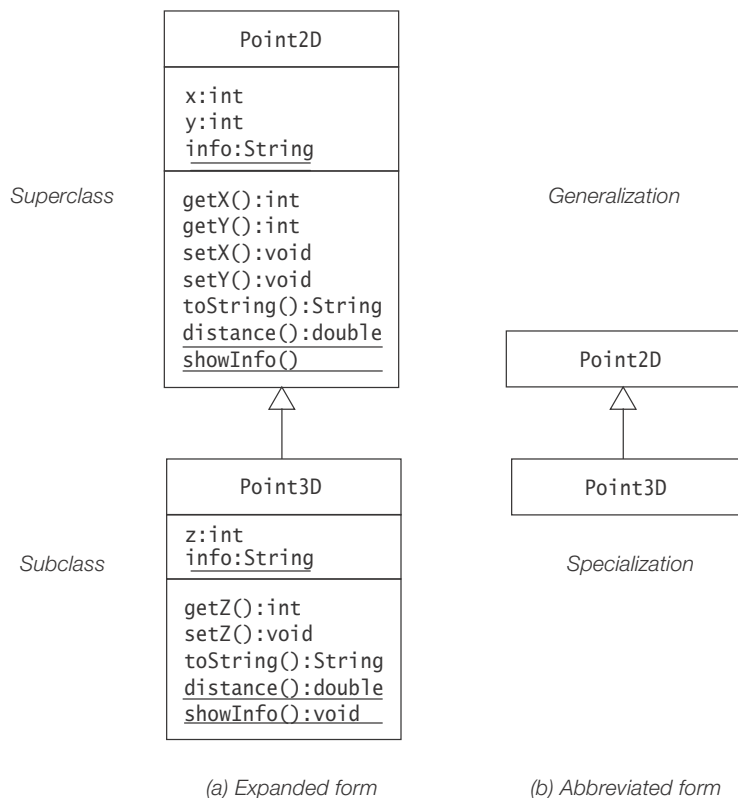 Point2D
x:int
y:int
info:String
Superclass
getX():int
getY():int
setX():void
setY():void
toString():String
distance():double
showInfo()
Generalization
Point2D
Point3D
z:int
info:String
Subclass
getZ():int
setZ():void
toString():String
distance():double
showInfo():void
Point3D
Specialization
(a) Expanded form
(b) Abbreviated form